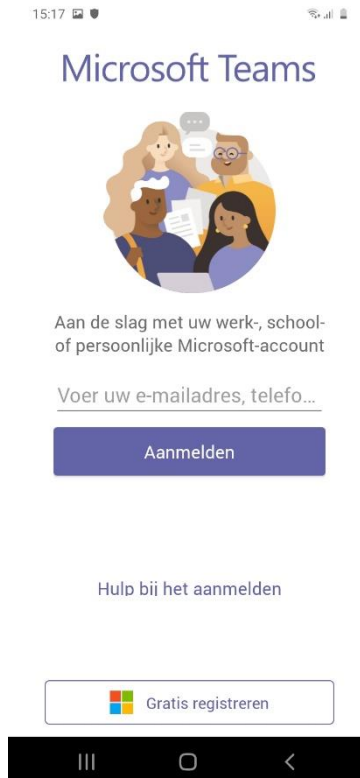 15:17
Microsoft Teams
Aan de slag met uw werk-, school-
of persoonlijke Microsoft-account
Voer uw e-mailadres, telefo...
Aanmelden
Hulp bij het aanmelden
Gratis registreren